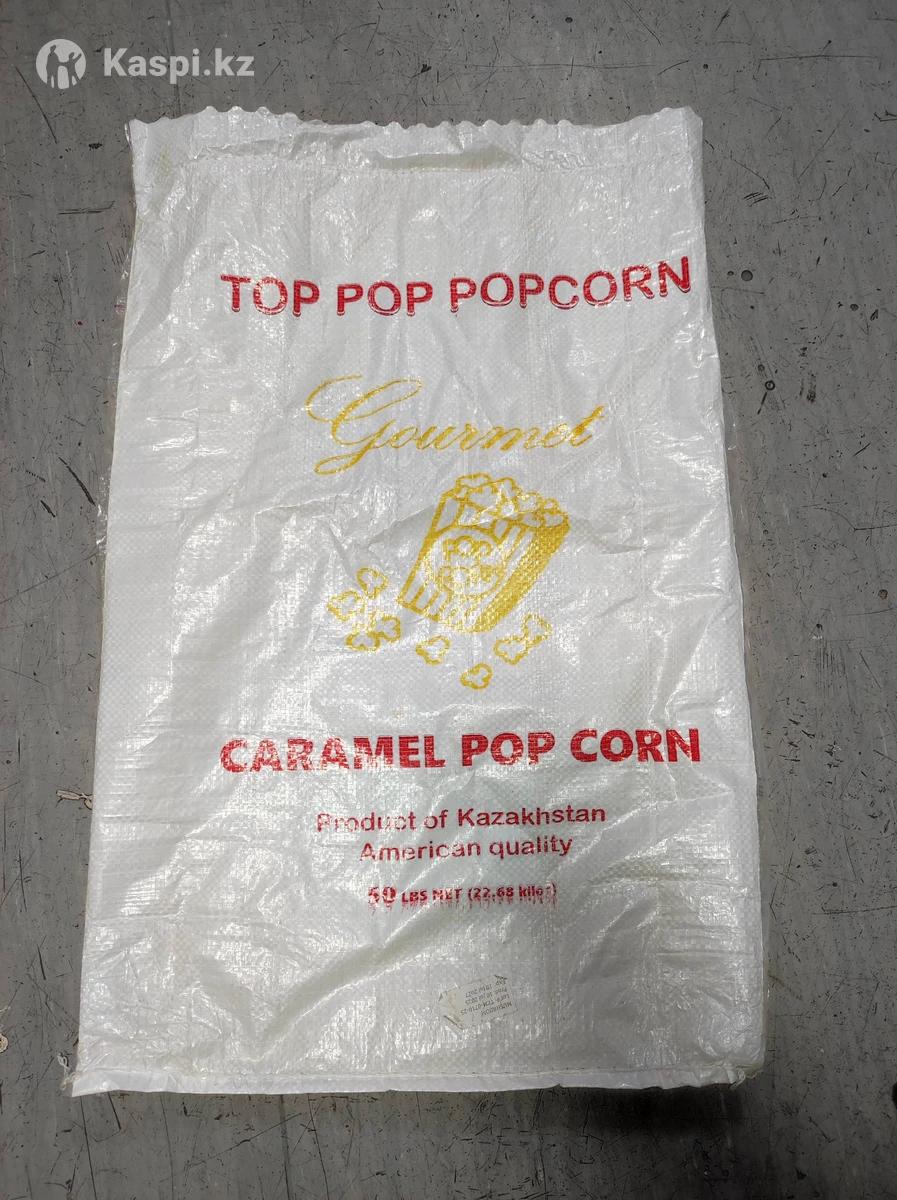 Kaspi.kz
TOP POP POPCORN
Gourmet
CARAMEL POP CORN
Product of Kazakhstan
American quality
50 LBS NET (22.68 kilos)
MUSHROOM